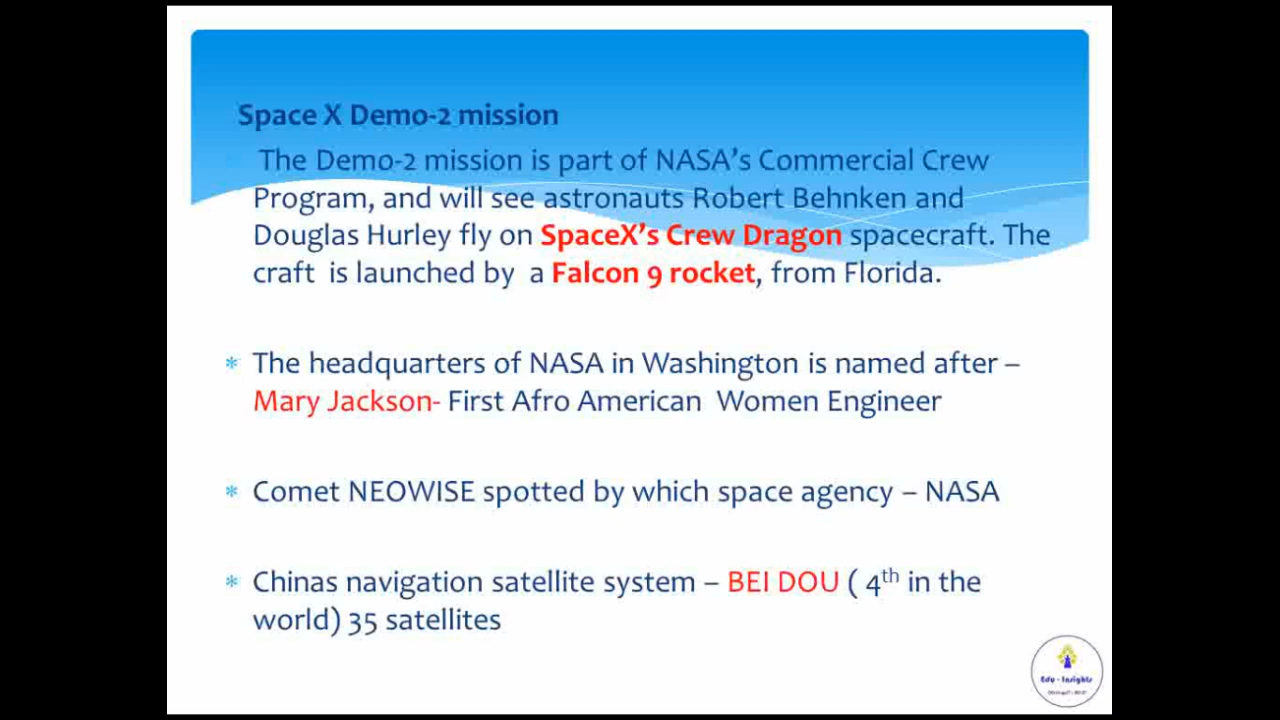 Space X Demo-2 mission
The Demo-2 mission is part of NASA's Commercial Crew
Program, and will see astronauts Robert Behnken and
Douglas Hurley fly on SpaceX's Crew Dragon spacecraft. The
craft is launched by a Falcon 9 rocket, from Florida.
* The headquarters of NASA in Washington is named after –
Mary Jackson- First Afro American Women Engineer
* Comet NEOWISE spotted by which space agency – NASA
* Chinas navigation satellite system – BEI DOU ( 4th in the
world) 35 satellites
Edu - Insights